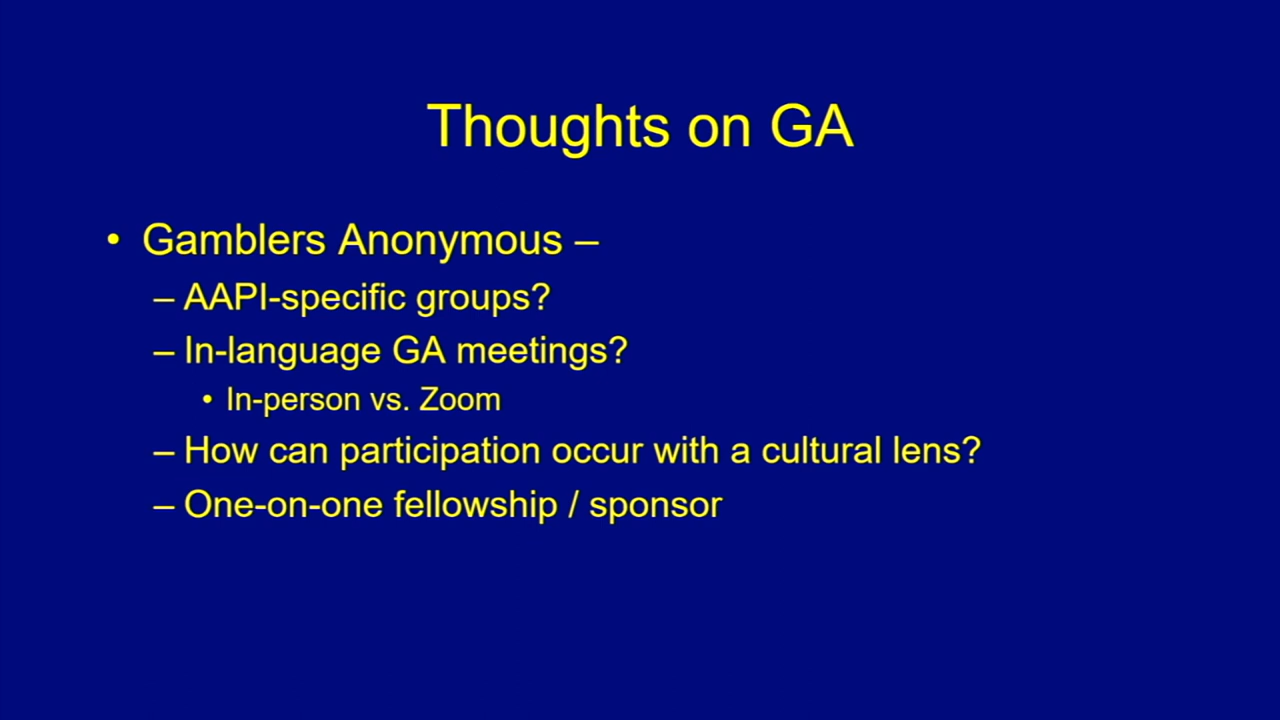 Thoughts on GA
• Gamblers Anonymous –
– AAPI-specific groups?
– In-language GA meetings?
• In-person vs. Zoom
– How can participation occur with a cultural lens?
– One-on-one fellowship / sponsor